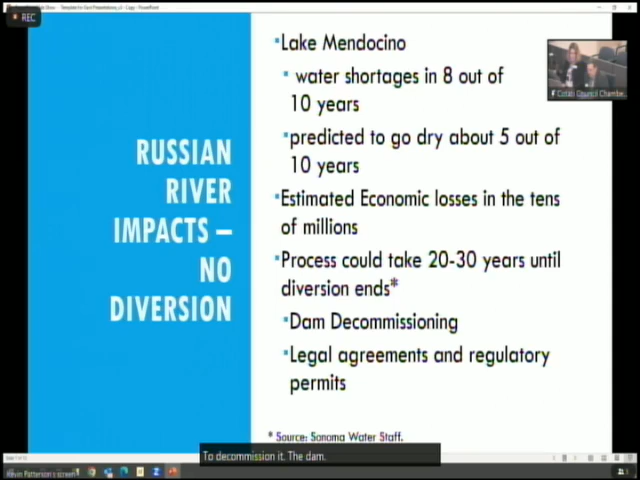 REC
RUSSIAN
RIVER
IMPACTS –
NO
DIVERSION
Lake Mendocino
water shortages in 8 out of
10 years
predicted to go dry about 5 out of
10 years
Estimated Economic losses in the tens
of millions
Process could take 20-30 years until
diversion ends*
Dam Decommissioning
Legal agreements and regulatory
permits
* Source: Sonoma Water Staff.
Cotati Council Chambe...
To decommission it. The dam.
Kevin Patterson's screen